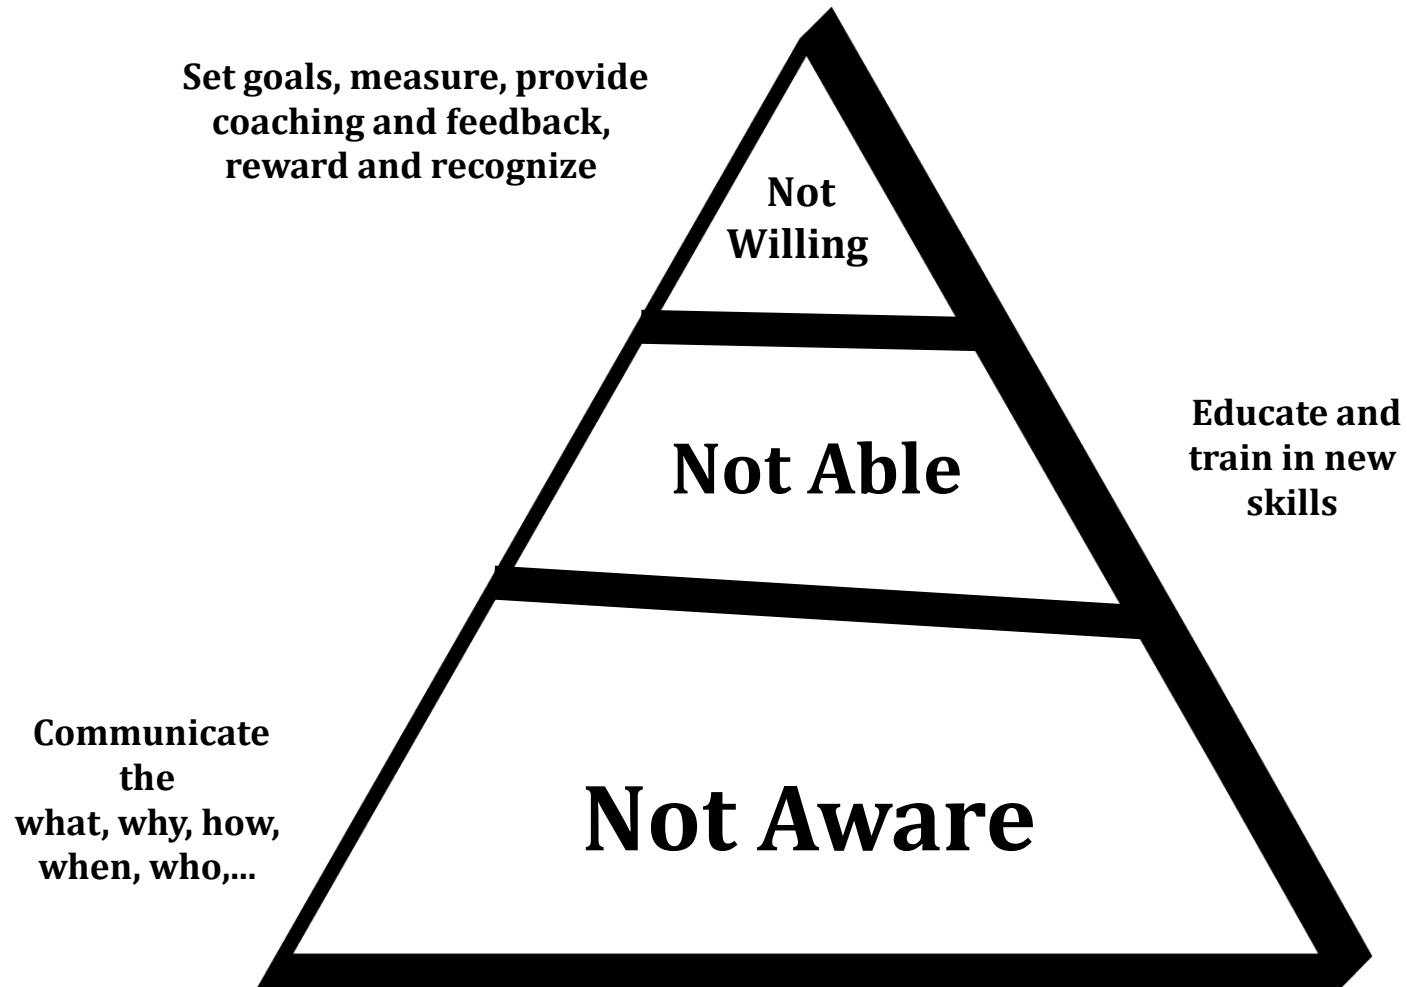 Set goals, measure, provide
coaching and feedback,
reward and recognize
Not
Willing
Educate and
train in new
skills
Not Able
Communicate
the
what, why, how,
when, who,...
Not Aware